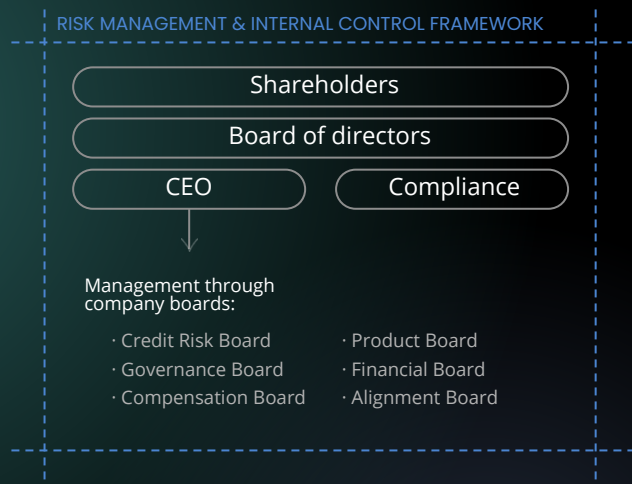 RISK MANAGEMENT & INTERNAL CONTROL FRAMEWORK
Shareholders
Board of directors
CEO
Compliance
Management through
company boards:
· Credit Risk Board
· Governance Board
· Compensation Board
· Product Board
· Financial Board
· Alignment Board